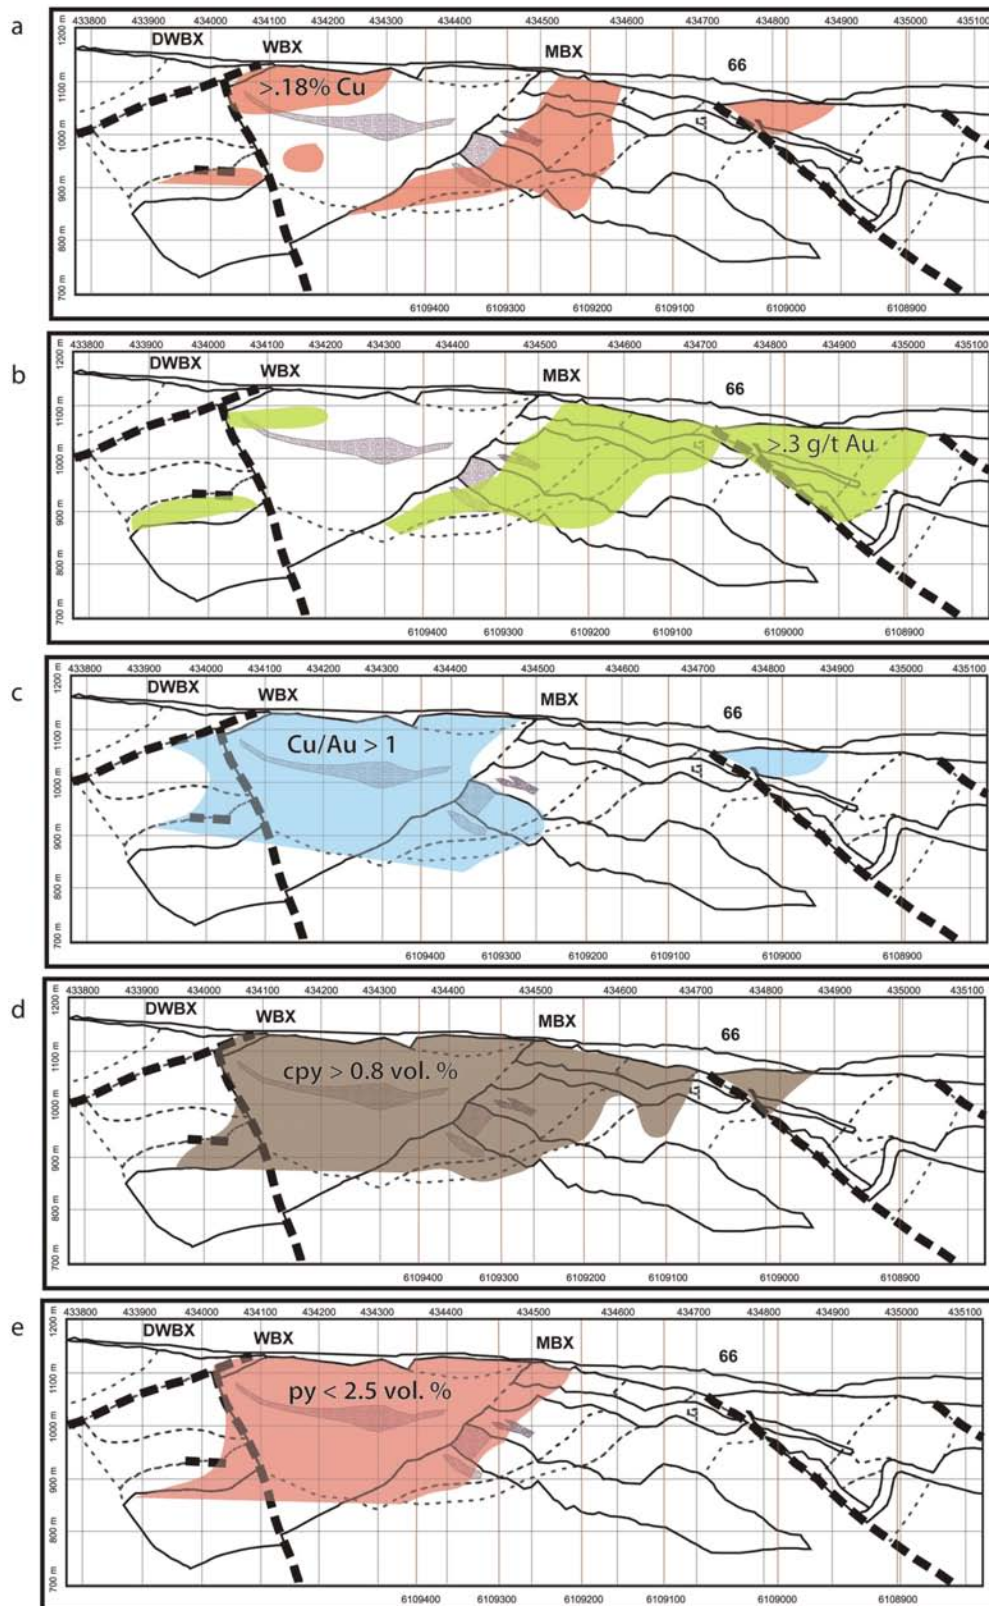 a
433800 433900 434000 434100 434200 434300 434400 434500 434600 434700 434800 434900 435000 435100
1200 m
1100 m
1000 m
900 m
800 m
700 m
DWBX WBX MBX 66
>.18% Cu
6109400 6109300 6109200 6109100 6109000 6108900
b
433800 433900 434000 434100 434200 434300 434400 434500 434600 434700 434800 434900 435000 435100
1200 m
1100 m
1000 m
900 m
800 m
700 m
DWBX WBX MBX 66
>.3 g/t Au
6109400 6109300 6109200 6109100 6109000 6108900
c
433800 433900 434000 434100 434200 434300 434400 434500 434600 434700 434800 434900 435000 435100
1200 m
1100 m
1000 m
900 m
800 m
700 m
DWBX WBX MBX 66
Cu/Au > 1
6109400 6109300 6109200 6109100 6109000 6108900
d
433800 433900 434000 434100 434200 434300 434400 434500 434600 434700 434800 434900 435000 435100
1200 m
1100 m
1000 m
900 m
800 m
700 m
DWBX WBX MBX 66
cpy > 0.8 vol. %
6109400 6109300 6109200 6109100 6109000 6108900
e
433800 433900 434000 434100 434200 434300 434400 434500 434600 434700 434800 434900 435000 435100
1200 m
1100 m
1000 m
900 m
800 m
700 m
DWBX WBX MBX 66
py < 2.5 vol. %
6109400 6109300 6109200 6109100 6109000 6108900